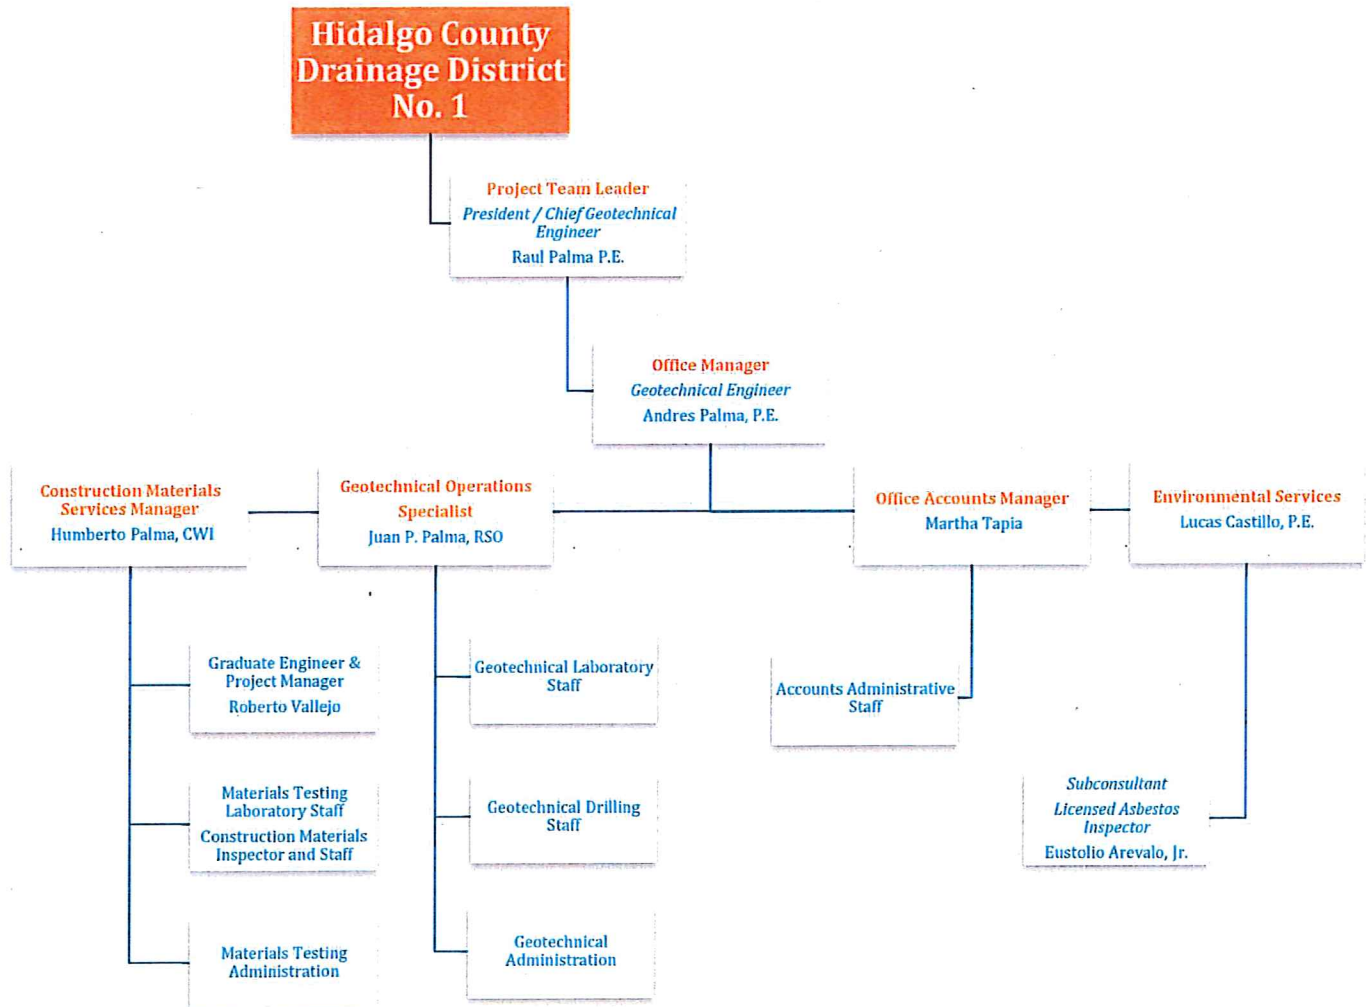 Hidalgo County
Drainage District
No. 1
Project Team Leader
President / Chief Geotechnical
Engineer
Raul Palma P.E.
Office Manager
Geotechnical Engineer
Andres Palma, P.E.
Construction Materials
Services Manager
Humberto Palma, CWI
Geotechnical Operations
Specialist
Juan P. Palma, RSO
Office Accounts Manager
Martha Tapia
Environmental Services
Lucas Castillo, P.E.
Graduate Engineer &
Project Manager
Roberto Vallejo
Materials Testing
Laboratory Staff
Construction Materials
Inspector and Staff
Materials Testing
Administration
Geotechnical Laboratory
Staff
Geotechnical Drilling
Staff
Geotechnical
Administration
Accounts Administrative
Staff
Subconsultant
Licensed Asbestos
Inspector
Eustolio Arevalo, Jr.